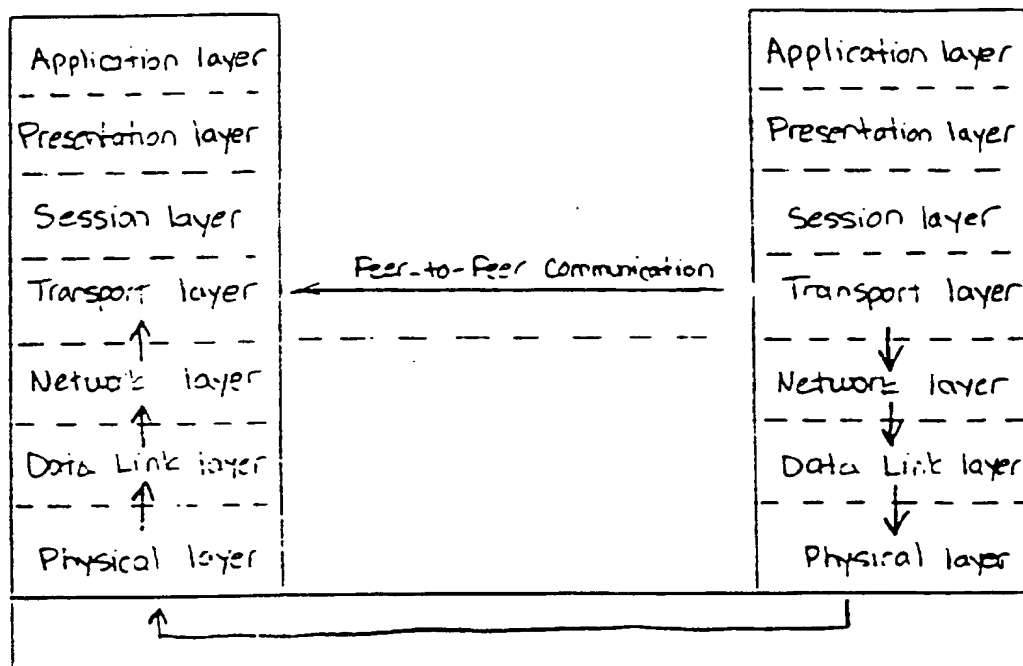 Application layer
Presentation layer
Session layer
Transport layer
Network layer
Data Link layer
Physical layer
Peer-to-Peer Communication
Application layer
Presentation layer
Session layer
Transport layer
Network layer
Data Link layer
Physical layer